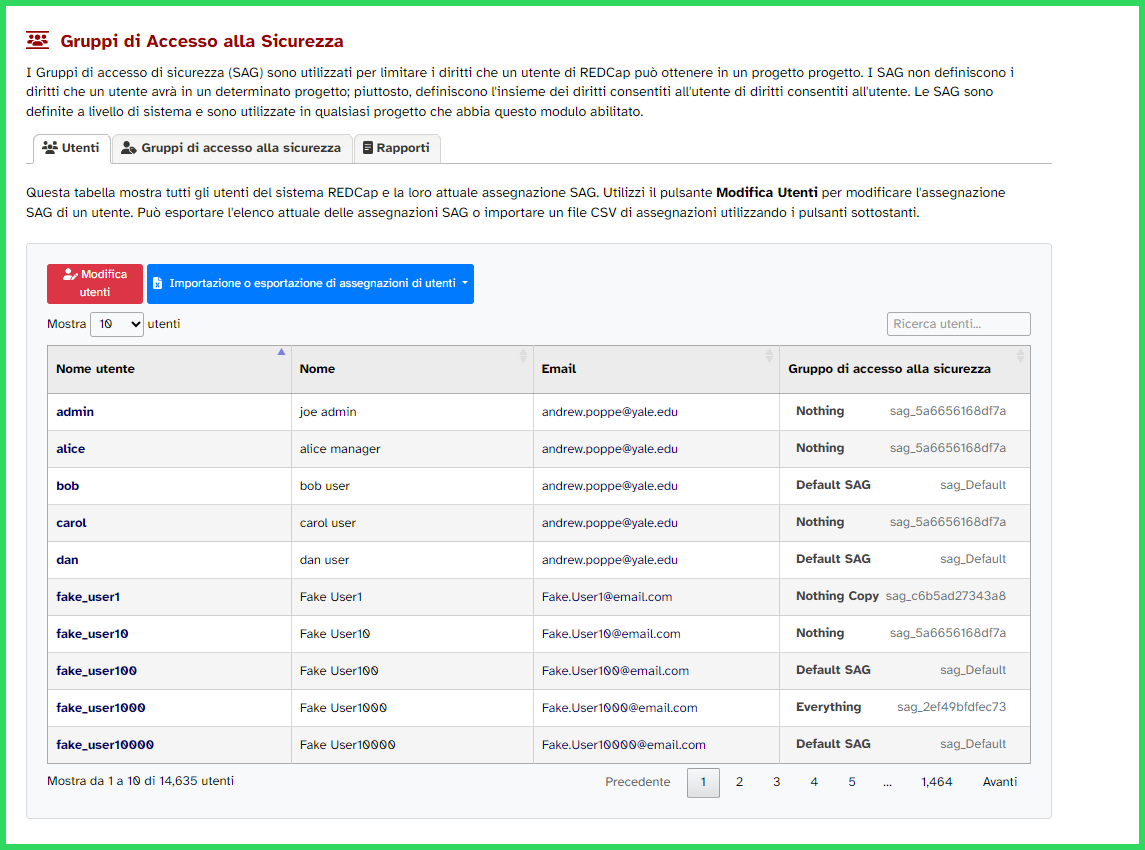 Gruppi di Accesso alla Sicurezza
I Gruppi di accesso di sicurezza (SAG) sono utilizzati per limitare i diritti che un utente di REDCap può ottenere in un progetto progetto. I SAG non definiscono i
diritti che un utente avrà in un determinato progetto; piuttosto, definiscono l'insieme dei diritti consentiti all'utente di diritti consentiti all'utente. Le SAG sono
definite a livello di sistema e sono utilizzate in qualsiasi progetto che abbia questo modulo abilitato.
Utenti Gruppi di accesso alla sicurezza Rapporti
Questa tabella mostra tutti gli utenti del sistema REDCap e la loro attuale assegnazione SAG. Utilizzi il pulsante Modifica Utenti per modificare l'assegnazione
SAG di un utente. Può esportare l'elenco attuale delle assegnazioni SAG o importare un file CSV di assegnazioni utilizzando i pulsanti sottostanti.
Modifica
utenti
Importazione o esportazione di assegnazioni di utenti
Mostra 10 utenti Ricerca utenti...
Nome utente Nome Email Gruppo di accesso alla sicurezza
admin joe admin andrew.poppe@yale.edu Nothing sag_5a6656168df7a
alice alice manager andrew.poppe@yale.edu Nothing sag_5a6656168df7a
bob bob user andrew.poppe@yale.edu Default SAG sag_Default
carol carol user andrew.poppe@yale.edu Nothing sag_5a6656168df7a
dan dan user andrew.poppe@yale.edu Default SAG sag_Default
fake_user1 Fake User1 Fake.User1@email.com Nothing Copy sag_c6b5ad27343a8
fake_user10 Fake User10 Fake.User10@email.com Nothing sag_5a6656168df7a
fake_user100 Fake User100 Fake.User100@email.com Default SAG sag_Default
fake_user1000 Fake User1000 Fake.User1000@email.com Everything sag_2ef49bfdfec73
fake_user10000 Fake User10000 Fake.User10000@email.com Default SAG sag_Default
Mostra da 1 a 10 di 14,635 utenti Precedente 1 2 3 4 5 ... 1,464 Avanti